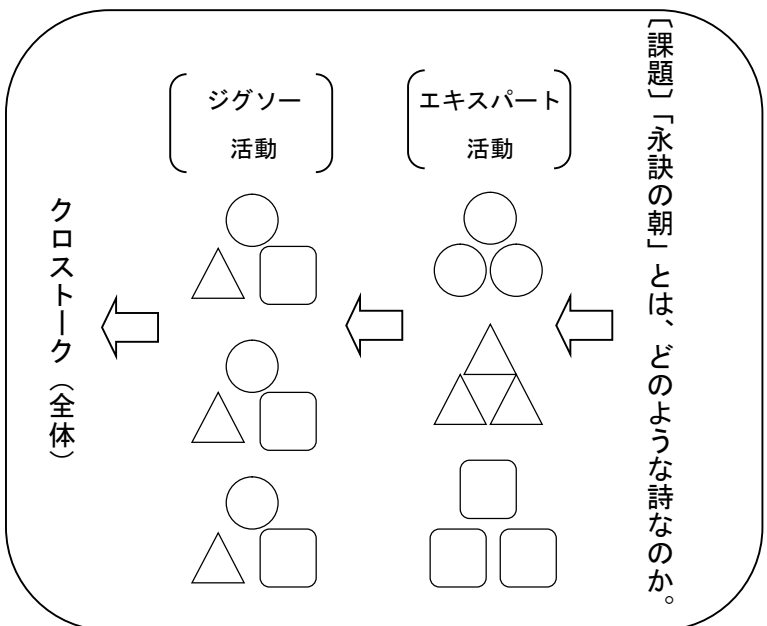 〔課題〕「永訣の朝」とは、どのような詩なのか。
エキスパート
活動
ジグソー
活動
クロストーク（全体）